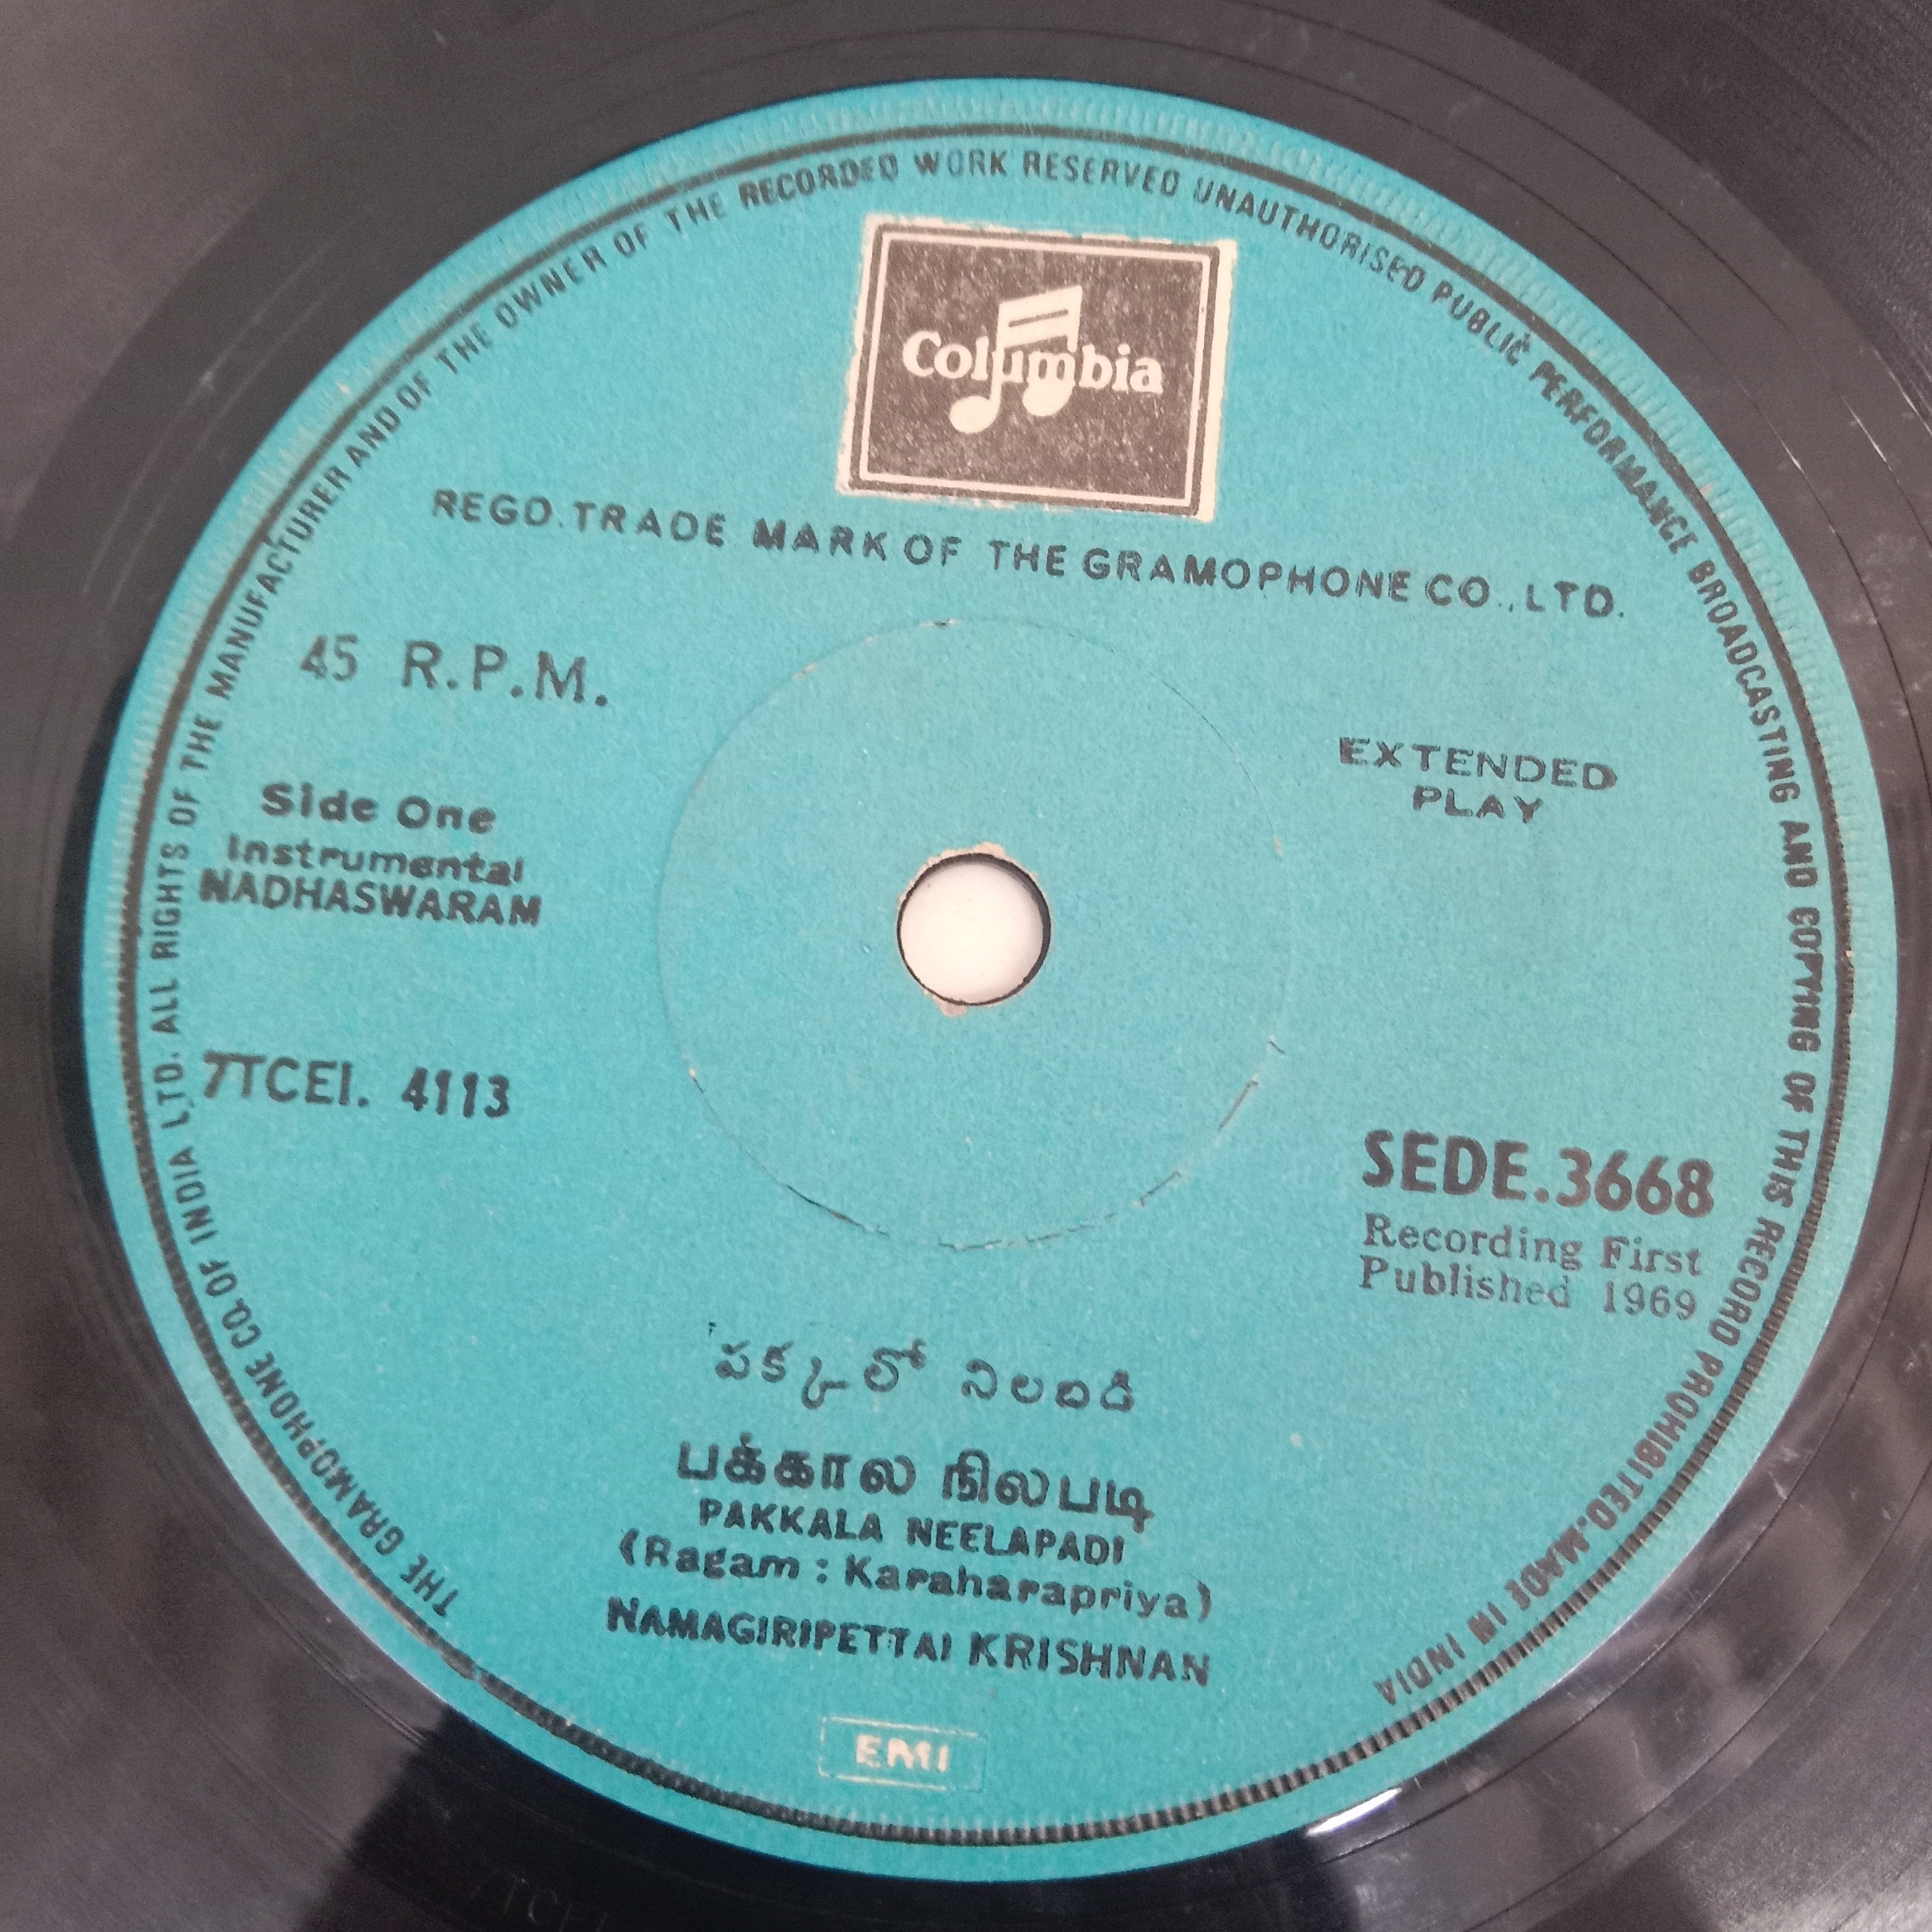 THE GRAMOPHONE CO. OF INDIA LTD. ALL RIGHTS OF THE MANUFACTURER AND OF THE OWNER OF THE RECORDED WORK RESERVED UNAUTHORISED PUBLIC PERFORMANCE BROADCASTING AND COPYING OF THIS RECORD PROHIBITED. MADE IN INDIA
Columbia
REGD. TRADE MARK OF THE GRAMOPHONE CO., LTD.
45 R.P.M.
EXTENDED
PLAY
Side One
Instrumental
NADHASWARAM
7TCEI. 4113
SEDE.3668
Recording First
Published 1969
పక్కలో నిలబడి
பக்கால நிலபடி
PAKKALA NEELAPADI
(Ragam : Karaharapriya)
NAMAGIRIPETTAI KRISHNAN
EMI